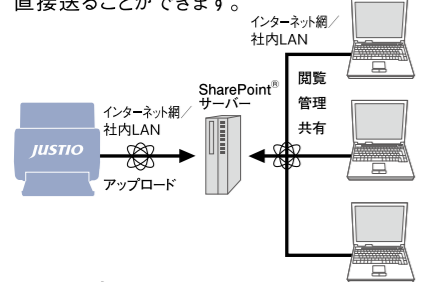 直接送ることができます。
インターネット網／
社内LAN
閲覧
管理
共有
SharePoint®
サーバー
インターネット網／
社内LAN
JUSTIO
アップロード